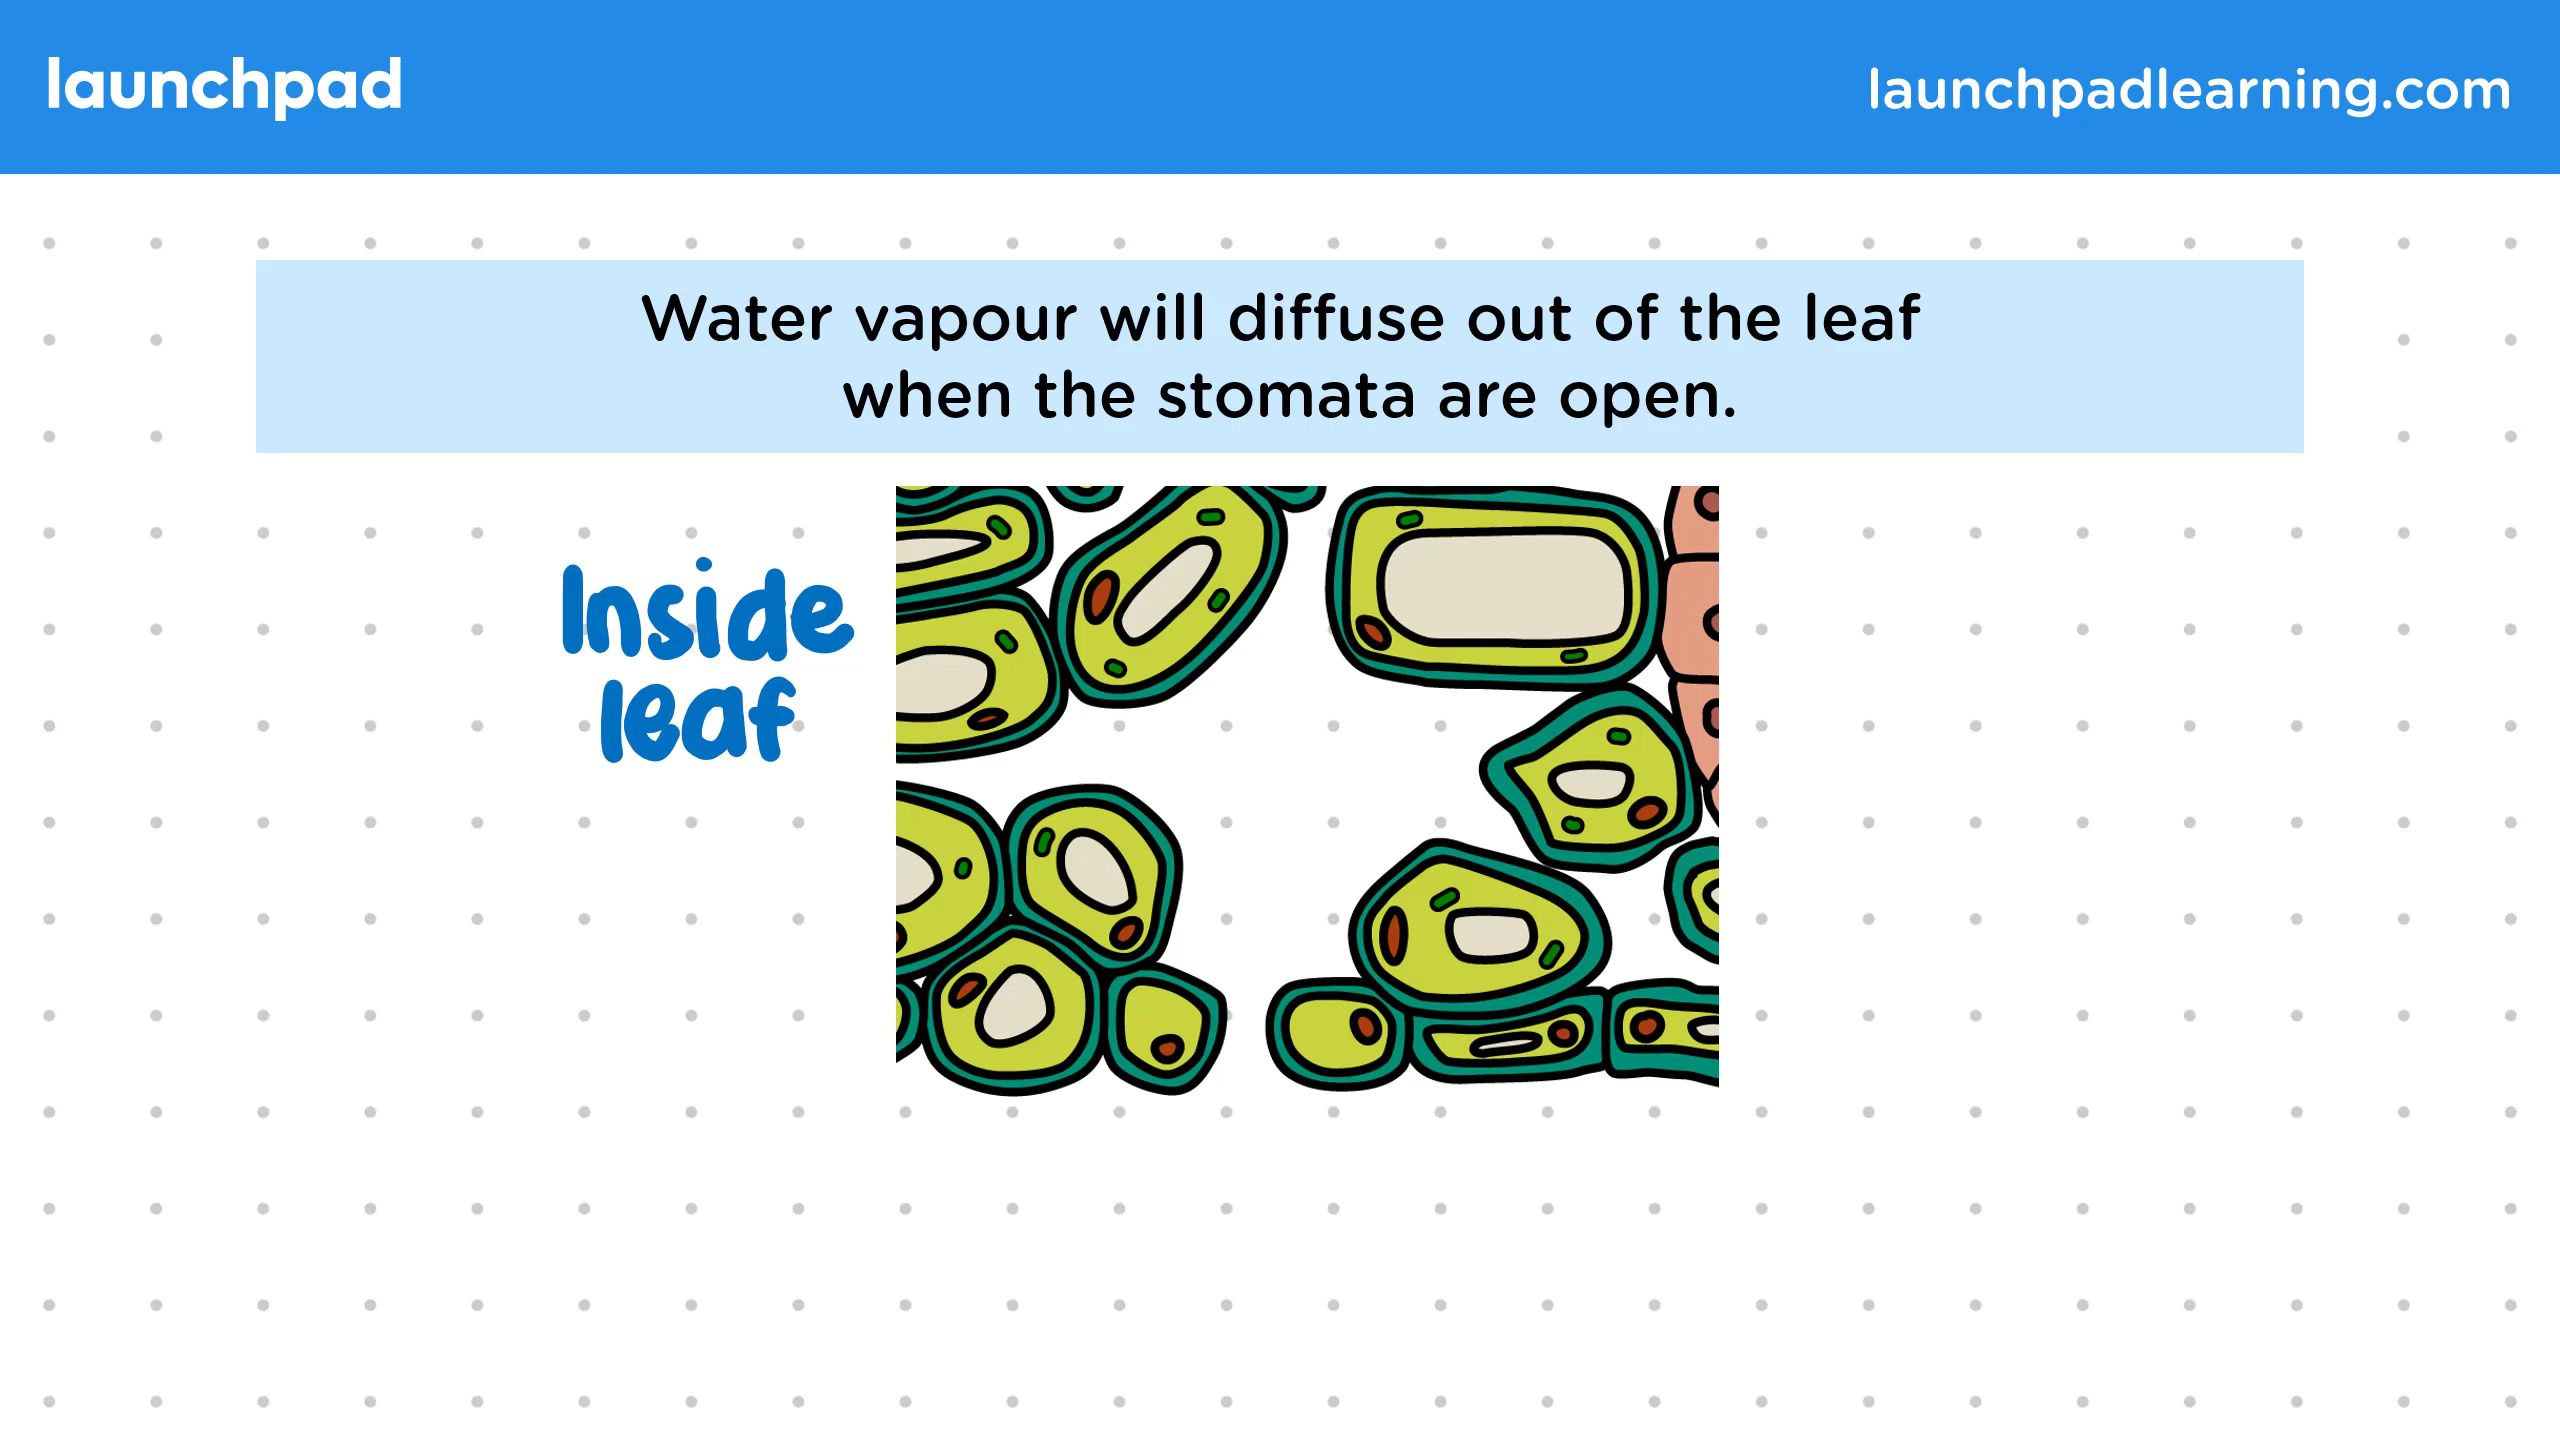 launchpad
launchpadlearning.com
Water vapour will diffuse out of the leaf
when the stomata are open.
Inside
leaf